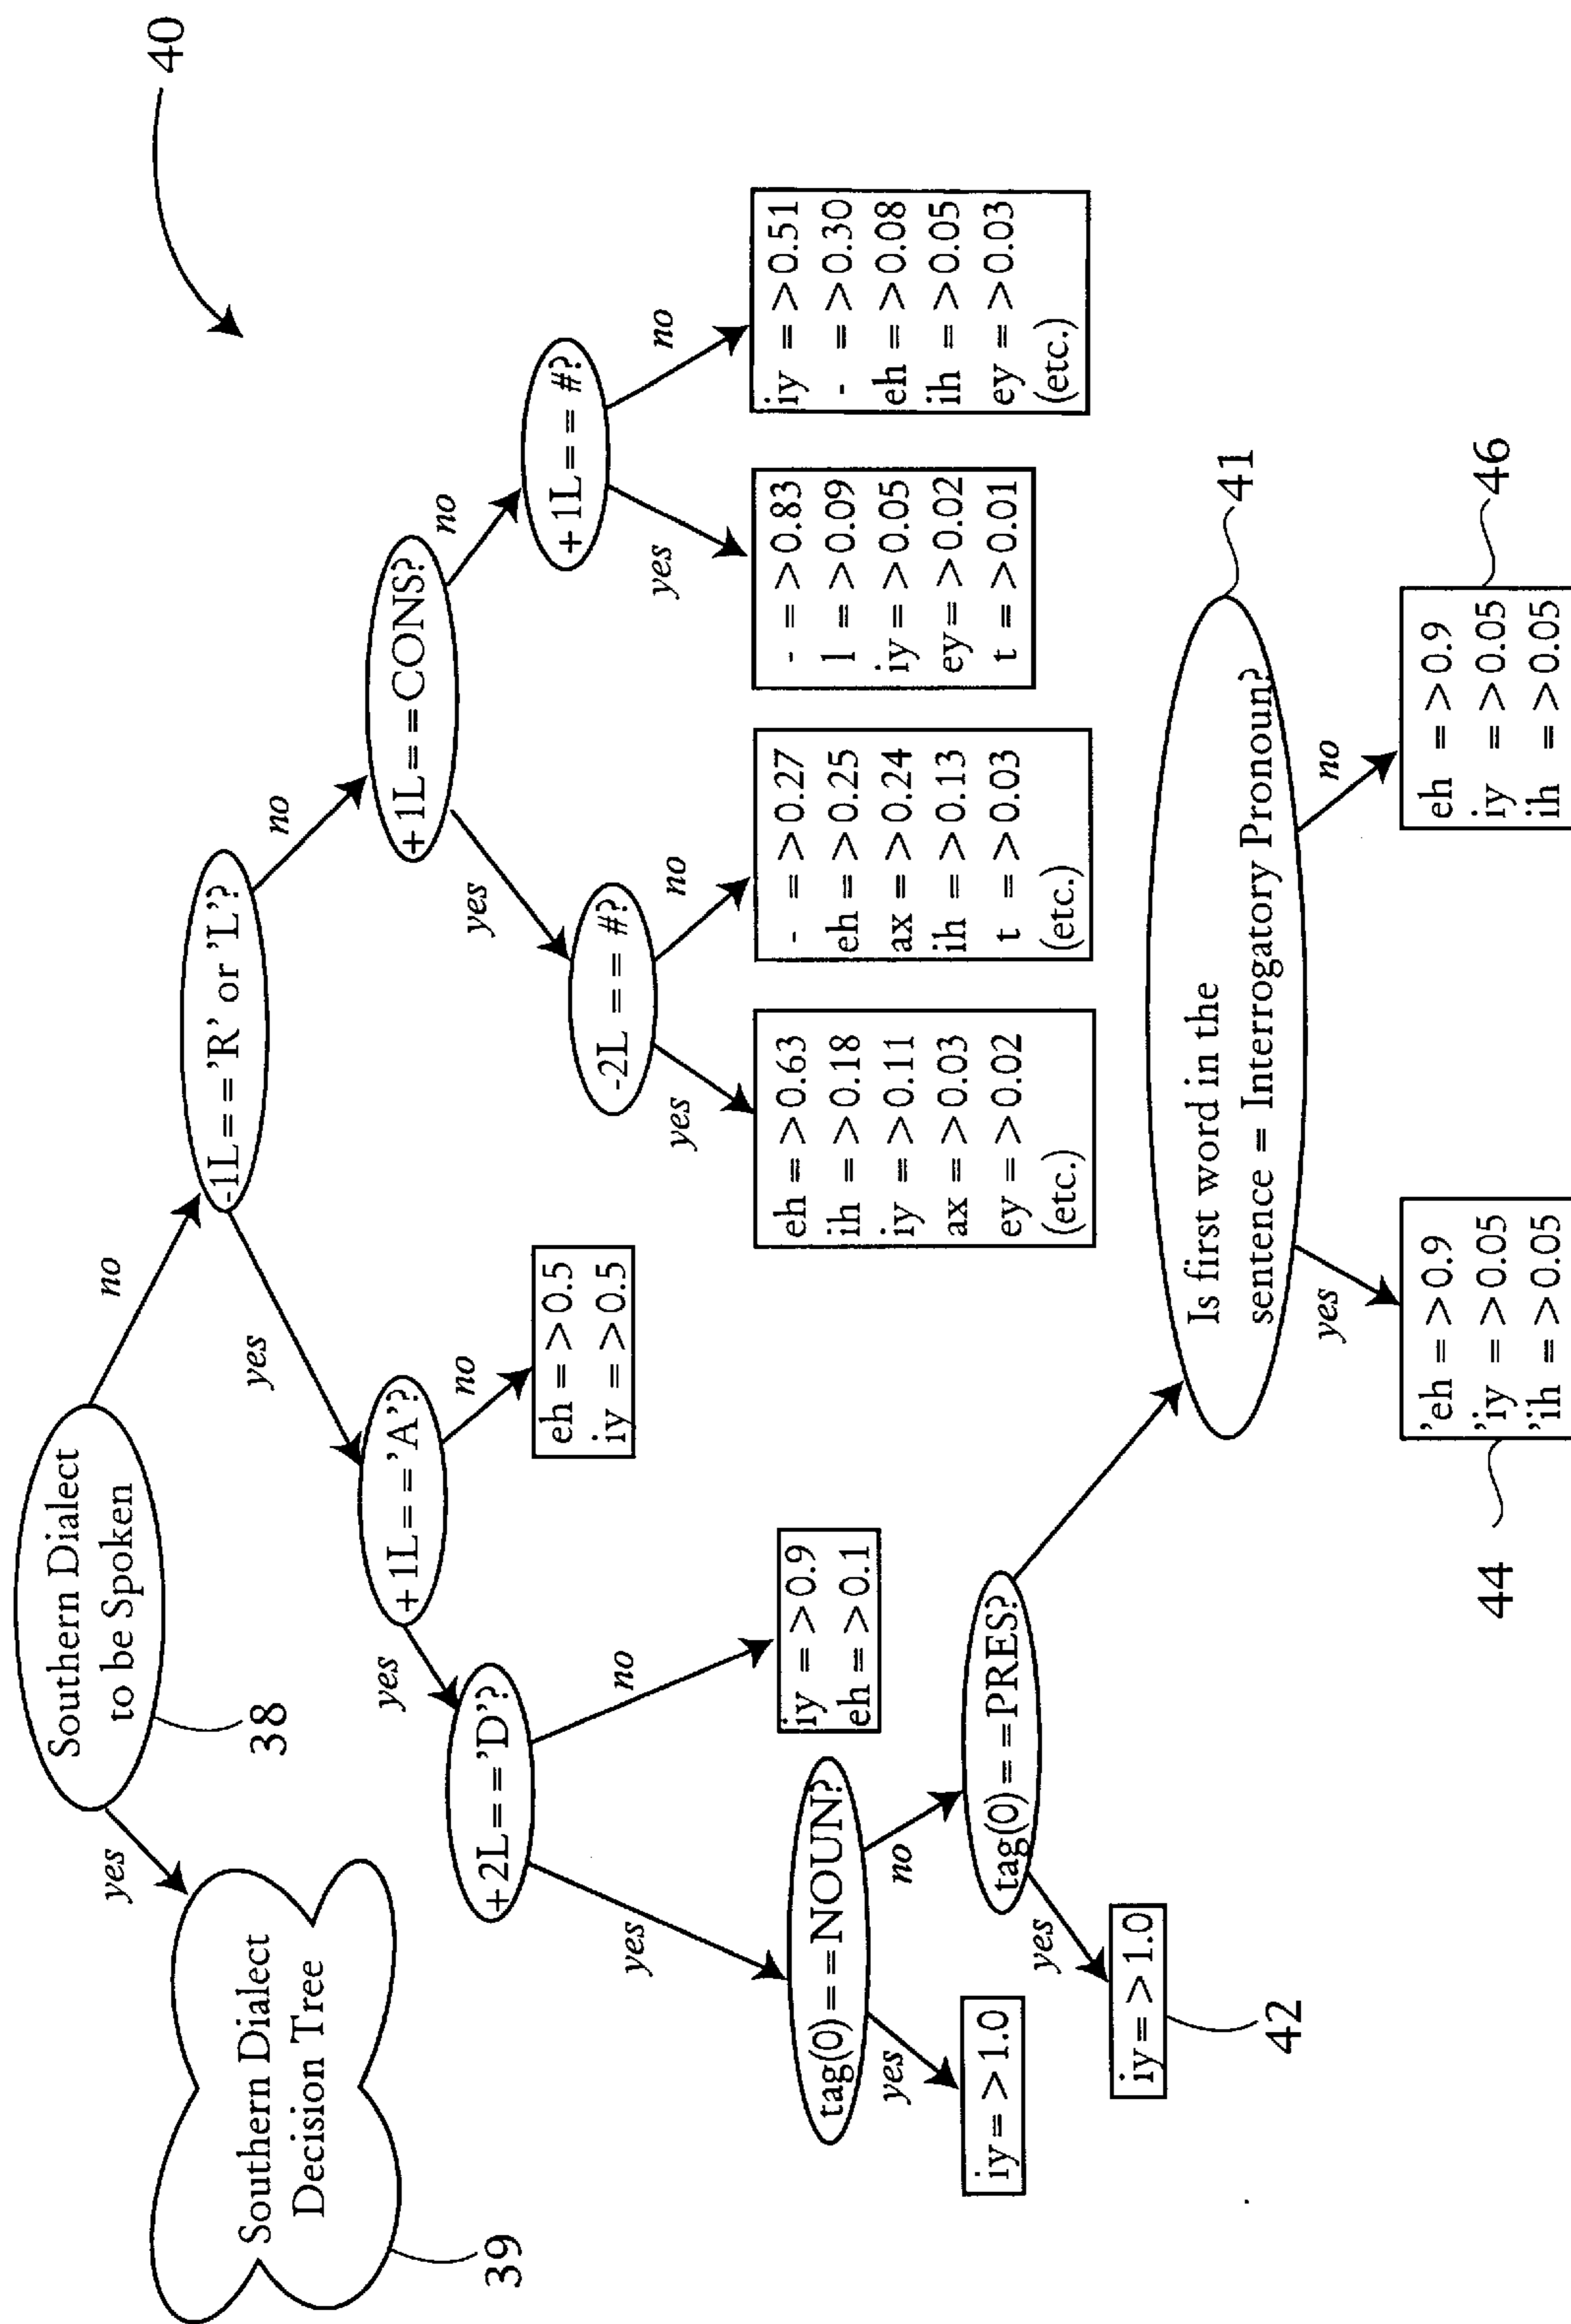 40
Southern Dialect
to be Spoken
38
yes
no
Southern Dialect
Decision Tree
39
-1L=='R' or 'L'?
yes
no
+1L=='A'?
yes
no
+1L==CONS?
yes
no
+2L=='D'?
yes
no
eh=>0.5
iy=>0.5
-2L==#?
yes
no
+1L==#?
yes
no
tag(0)==NOUN?
yes
no
iy=>0.9
eh=>0.1
eh=>0.63
ih=>0.18
iy=>0.11
ax=>0.03
ey=>0.02
(etc.)
-=>0.27
eh=>0.25
ax=>0.24
ih=>0.13
t=>0.03
(etc.)
-=>0.83
l=>0.09
iy=>0.05
ey=>0.02
t=>0.01
iy=>0.51
-=>0.30
eh=>0.08
ih=>0.05
ey=>0.03
(etc.)
iy=>1.0
tag(0)==PRES?
yes
iy=>1.0
42
Is first word in the
sentence = Interrogatory Pronoun?
41
yes
no
'eh=>0.9
'iy=>0.05
'ih=>0.05
44
eh=>0.9
iy=>0.05
ih=>0.05
46